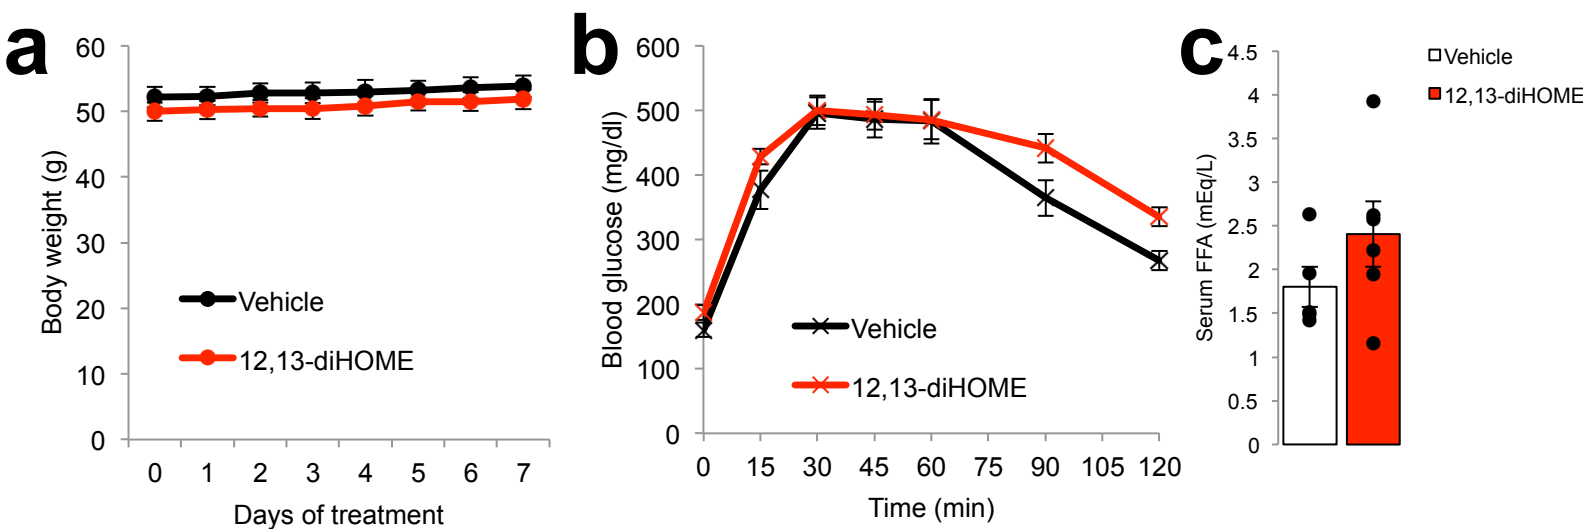 a
60
50
40
30
20
10
0
Body weight (g)
Vehicle
12,13-diHOME
0 1 2 3 4 5 6 7
Days of treatment
b
600
500
400
300
200
100
0
Blood glucose (mg/dl)
Vehicle
12,13-diHOME
0 15 30 45 60 75 90 105 120
Time (min)
c
4.5
4
3.5
3
2.5
2
1.5
1
0.5
0
Serum FFA (mEq/L)
Vehicle
12,13-diHOME